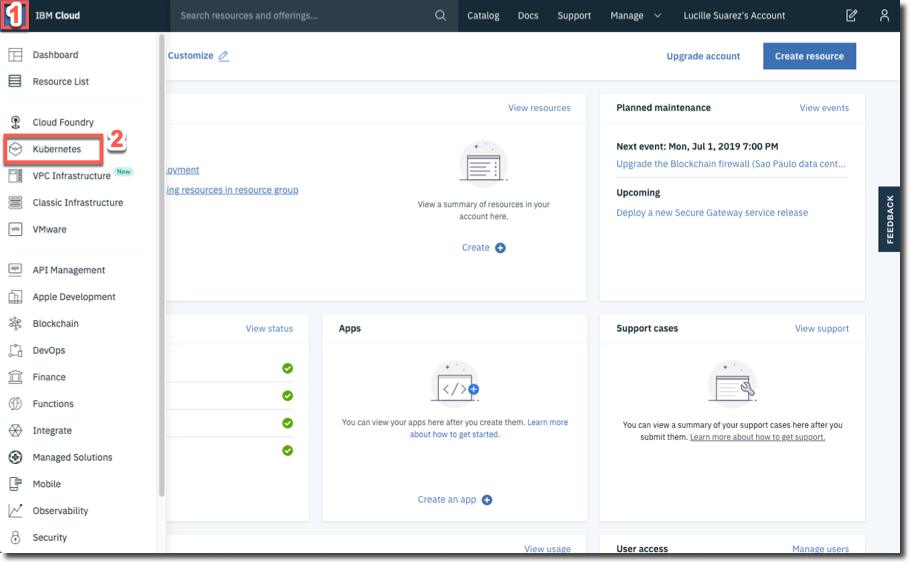 1
IBM Cloud
Search resources and offerings...
Catalog
Docs
Support
Manage
Lucille Suarez's Account
Dashboard
Resource List
Cloud Foundry
Kubernetes
2
VPC Infrastructure
New
Classic Infrastructure
VMware
API Management
Apple Development
Blockchain
DevOps
Finance
Functions
Integrate
Managed Solutions
Mobile
Observability
Security
Customize
Upgrade account
Create resource
View resources
oyment
ing resources in resource group
View a summary of resources in your
account here.
Create
Planned maintenance
View events
Next event: Mon, Jul 1, 2019 7:00 PM
Upgrade the Blockchain firewall (Sao Paulo data cent...
Upcoming
Deploy a new Secure Gateway service release
FEEDBACK
View status
Apps
You can view your apps here after you create them. Learn more
about how to get started.
Create an app
Support cases
View support
You can view a summary of your support cases here after you
submit them. Learn more about how to get support.
View usage
User access
Manage users